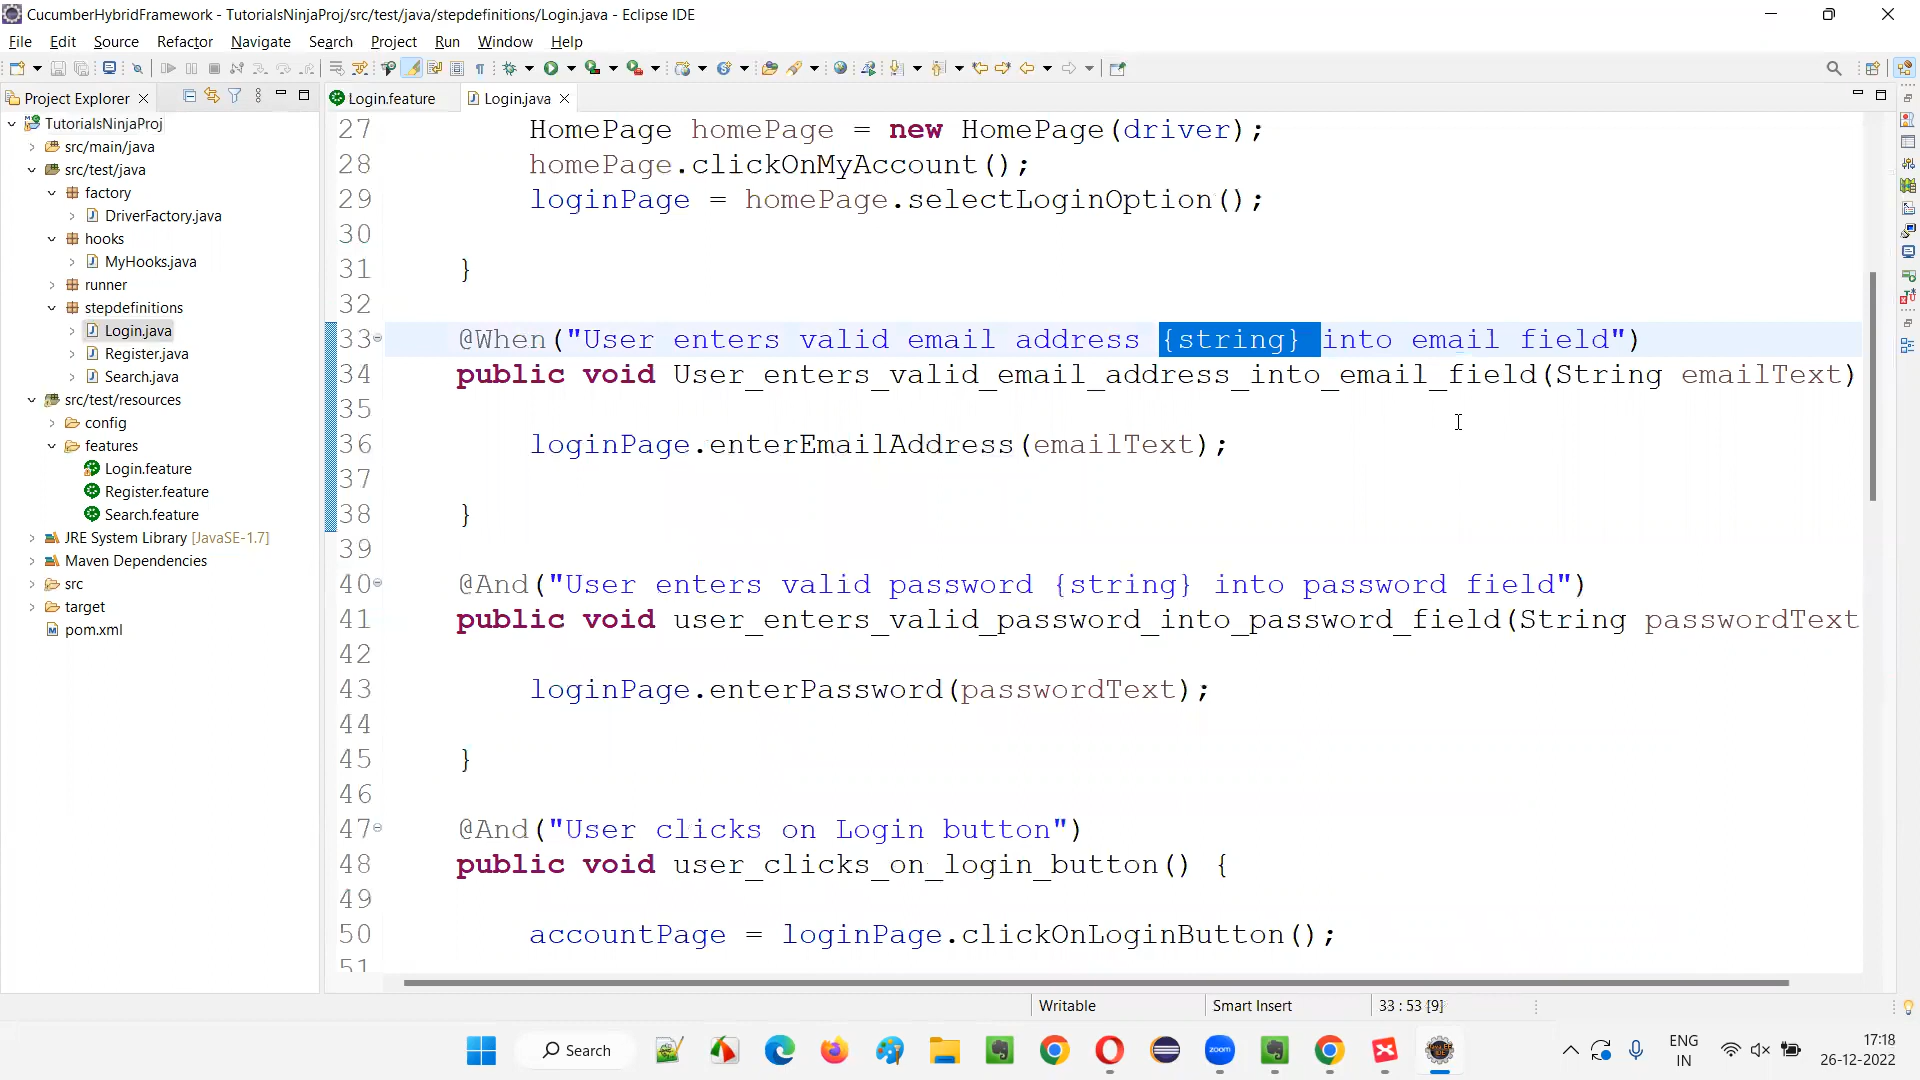 CucumberHybridFramework - TutorialsNinjaProj/src/test/java/stepdefinitions/Login.java - Eclipse IDE
File Edit Source Refactor Navigate Search Project Run Window Help
Project Explorer
TutorialsNinjaProj
src/main/java
src/test/java
factory
DriverFactory.java
hooks
MyHooks.java
runner
stepdefinitions
Login.java
Register.java
Search.java
src/test/resources
config
features
Login.feature
Register.feature
Search.feature
JRE System Library [JavaSE-1.7]
Maven Dependencies
src
target
pom.xml
Login.feature Login.java
27 HomePage homePage = new HomePage(driver);
28 homePage.clickOnMyAccount();
29 loginPage = homePage.selectLoginOption();
30
31 }
32
33 @When("User enters valid email address {string} into email field")
34 public void User_enters_valid_email_address_into_email_field(String emailText)
35
36 loginPage.enterEmailAddress(emailText);
37
38 }
39
40 @And("User enters valid password {string} into password field")
41 public void user_enters_valid_password_into_password_field(String passwordText
42
43 loginPage.enterPassword(passwordText);
44
45 }
46
47 @And("User clicks on Login button")
48 public void user_clicks_on_login_button() {
49
50 accountPage = loginPage.clickOnLoginButton();
51
Writable Smart Insert 33 : 53 [9]
Search
zoom
ENG
IN
17:18
26-12-2022